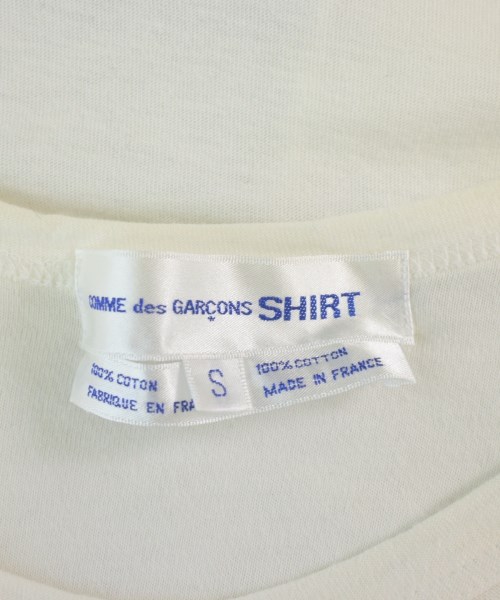 COMME des GARÇONS SHIRT
100% COTON
FABRIQUE EN FRA
S
100% COTTON
MADE IN FRANCE